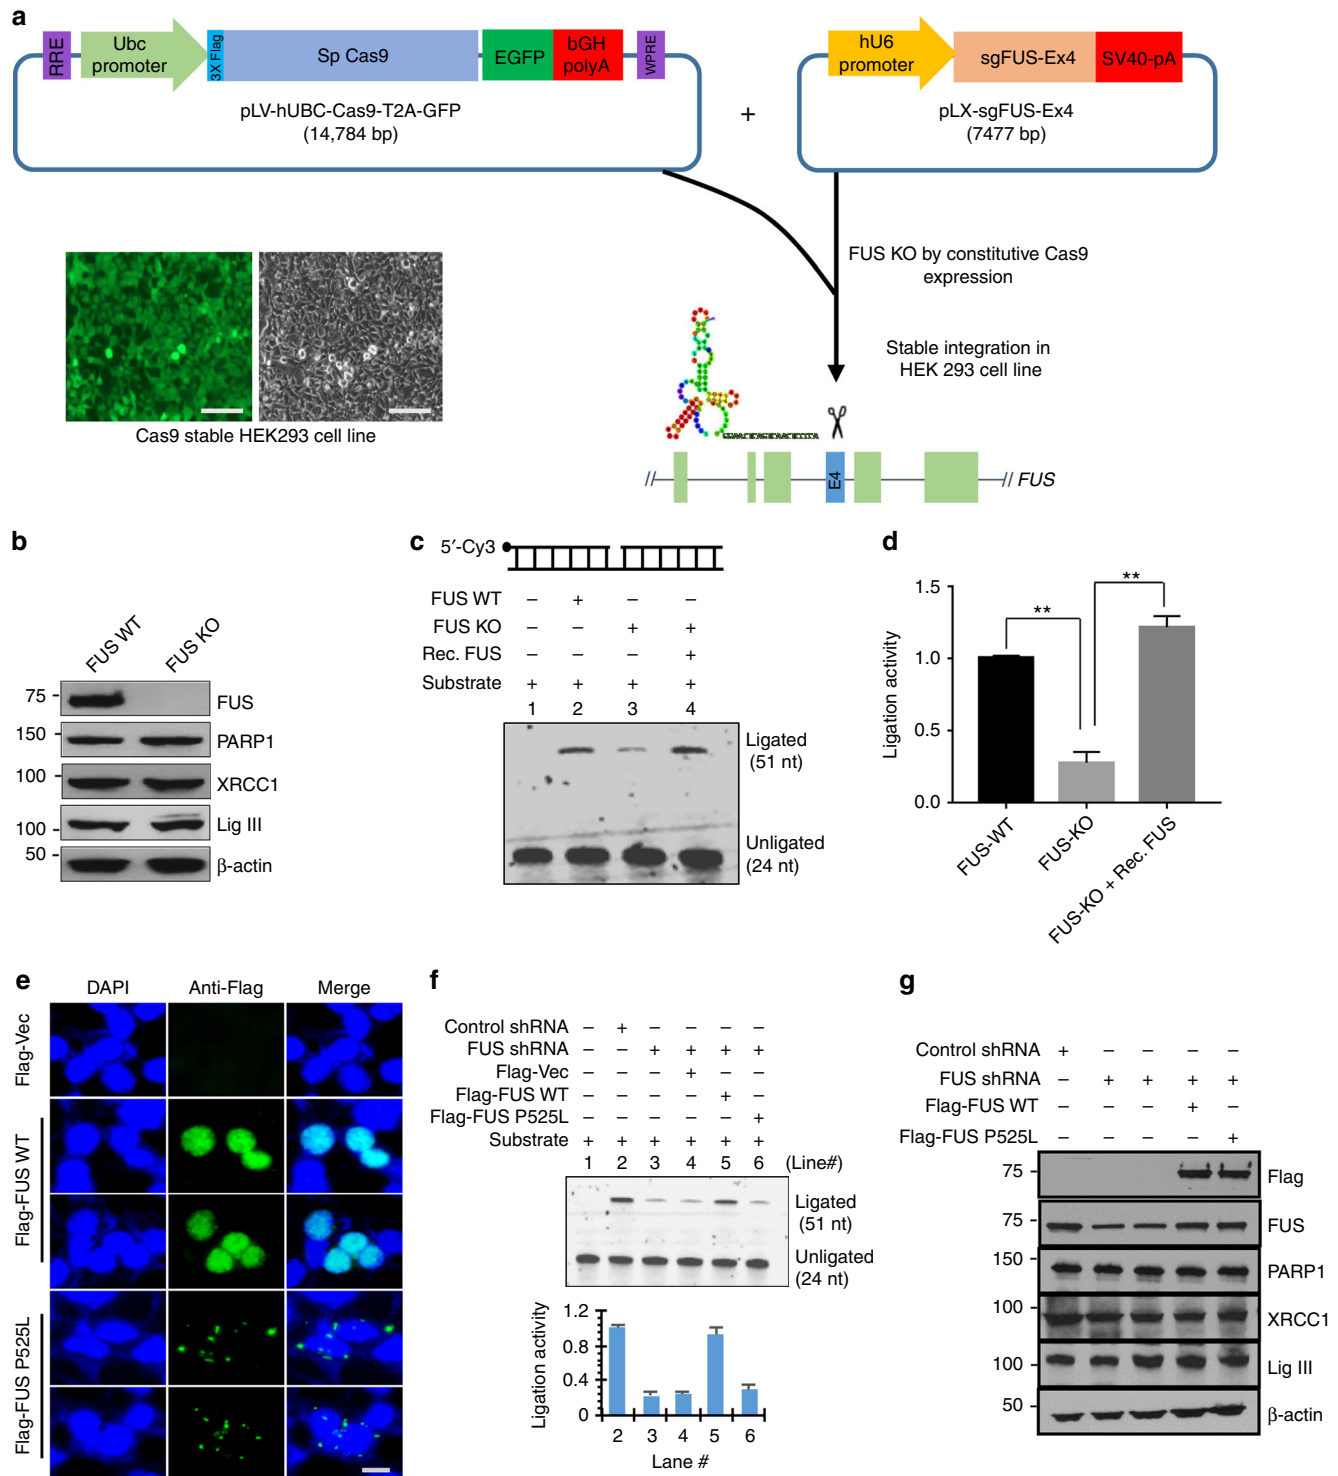 a
RRE
Ubc
promoter
3X Flag
Sp Cas9
EGFP
bGH
polyA
WPRE
pLV-hUBC-Cas9-T2A-GFP
(14,784 bp)
+
hU6
promoter
sgFUS-Ex4
SV40-pA
pLX-sgFUS-Ex4
(7477 bp)
FUS KO by constitutive Cas9
expression
Stable integration in
HEK 293 cell line
Cas9 stable HEK293 cell line
E4
// // FUS
b
FUS WT FUS KO
75 FUS
150 PARP1
100 XRCC1
100 Lig III
50 β-actin
c
5′-Cy3
FUS WT – + – –
FUS KO – – + +
Rec. FUS – – – +
Substrate + + + +
1 2 3 4
Ligated
(51 nt)
Unligated
(24 nt)
d
Ligation activity
1.5
1.0
0.5
0.0
** **
FUS-WT
FUS-KO
FUS-KO + Rec. FUS
e
DAPI Anti-Flag Merge
Flag-Vec
Flag-FUS WT
Flag-FUS P525L
f
Control shRNA – + – – – –
FUS shRNA – – + + + +
Flag-Vec – – – + – –
Flag-FUS WT – – – – + –
Flag-FUS P525L – – – – – +
Substrate + + + + + +
1 2 3 4 5 6 (Line#)
Ligated
(51 nt)
Unligated
(24 nt)
Ligation activity
1.2
0.8
0.4
0
2 3 4 5 6
Lane #
g
Control shRNA + – – – –
FUS shRNA – + + + +
Flag-FUS WT – – – + –
Flag-FUS P525L – – – – +
75 Flag
75 FUS
150 PARP1
100 XRCC1
100 Lig III
50 β-actin